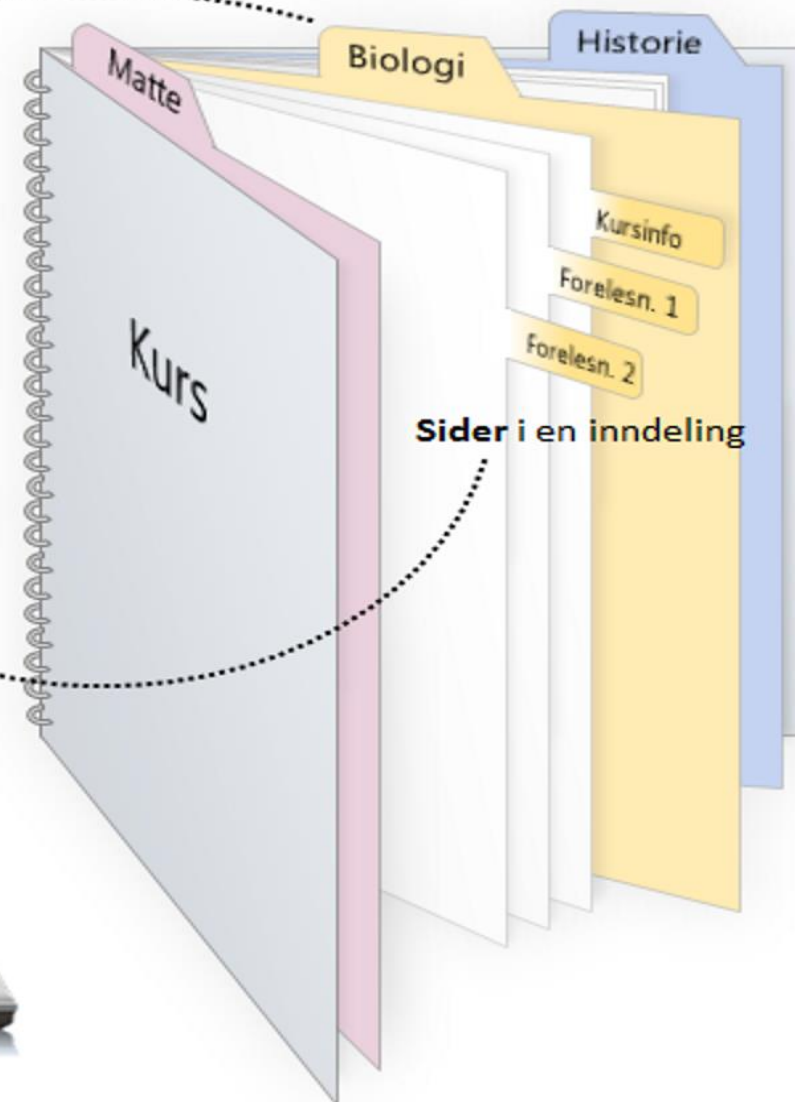 Matte
Biologi
Historie
Kursinfo
Forelesn. 1
Forelesn. 2
Kurs
Sider i en inndeling